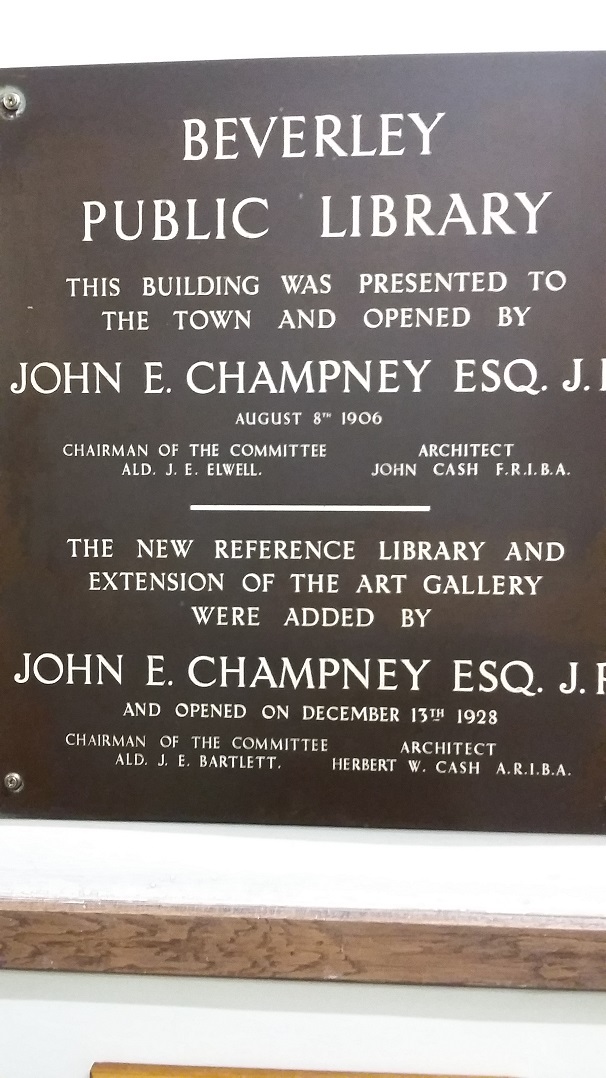 BEVERLEY
PUBLIC LIBRARY
THIS BUILDING WAS PRESENTED TO
THE TOWN AND OPENED BY
JOHN E. CHAMPNEY ESQ. J.
AUGUST 8TH 1906
CHAIRMAN OF THE COMMITTEE ARCHITECT
ALD. J. E. ELWELL. JOHN CASH F.R.I.B.A.
THE NEW REFERENCE LIBRARY AND
EXTENSION OF THE ART GALLERY
WERE ADDED BY
JOHN E. CHAMPNEY ESQ. J.
AND OPENED ON DECEMBER 13TH 1928
CHAIRMAN OF THE COMMITTEE ARCHITECT
ALD. J. E. BARTLETT. HERBERT W. CASH A.R.I.B.A.